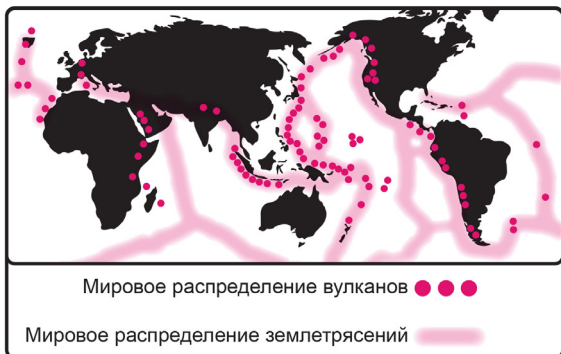 Мировое распределение вулканов
Мировое распределение землетрясений